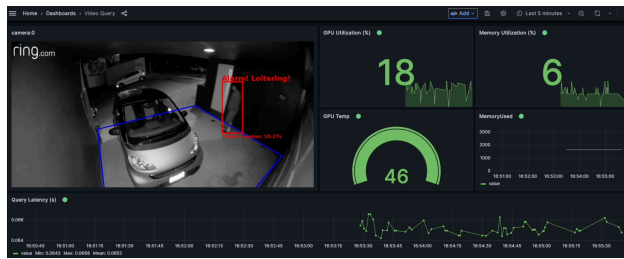 Home › Dashboards › Video Query
Add
Last 5 minutes
camera:0
ring.com
Alarm! Loitering!
GPU Utilization (%)
18
Memory Utilization (%)
6
GPU Temp
46
MemoryUsed
3000
2000
1000
0
16:51:00 16:52:30 16:53:00 16:55:00
value
Query Latency (s)
0.066
0.064
16:50:45 16:51:00 16:51:15 16:51:30 16:51:45 16:52:00 16:52:15 16:52:30 16:52:45 16:53:00 16:53:15 16:53:30 16:53:45 16:54:00 16:54:15 16:54:30 16:54:45 16:55:00 16:55:15 16:55:30
value Min: 0.0643 Max: 0.0666 Mean: 0.0652